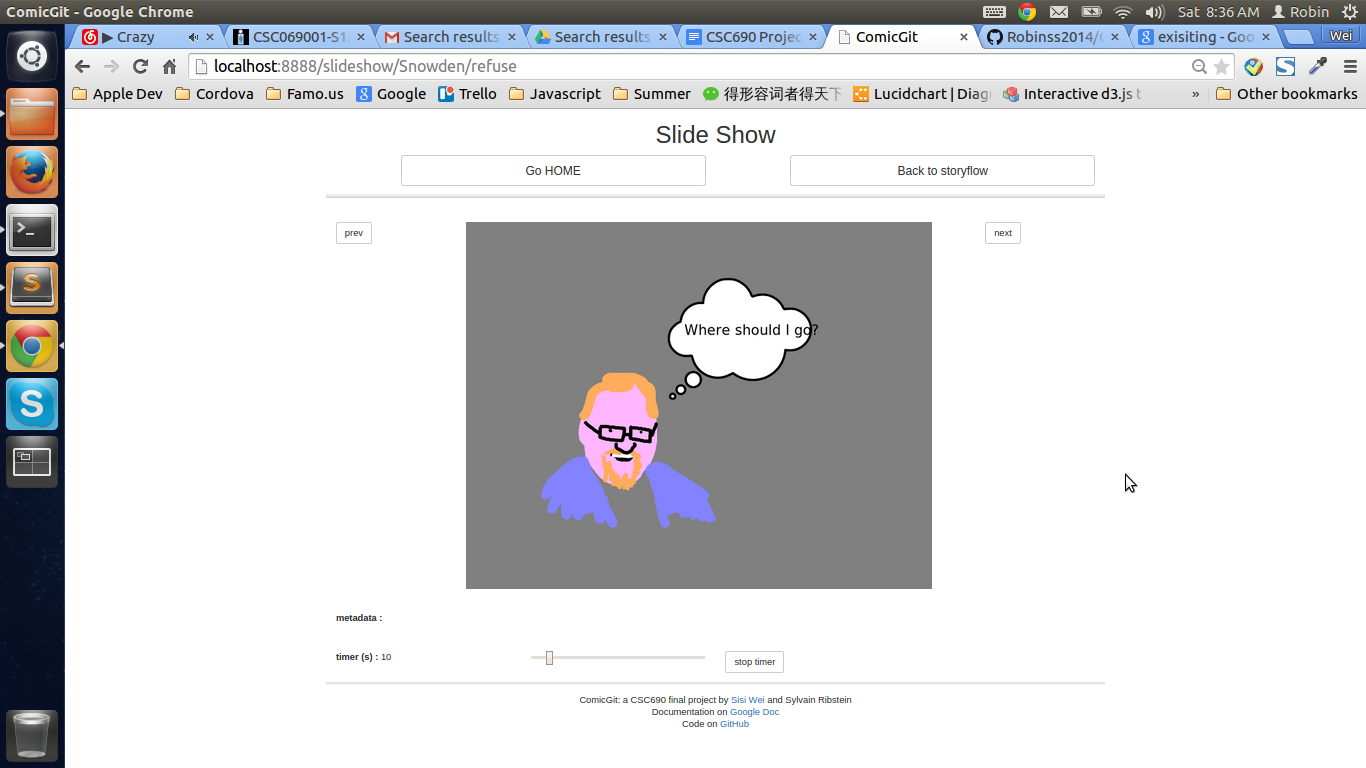 ComicGit - Google Chrome
Sat 8:36 AM Robin
▶ Crazy
CSC069001-S1
Search results
Search results
CSC690 Projec
ComicGit
Robinss2014/
exisiting - Goo
Wei
localhost:8888/slideshow/Snowden/refuse
Apple Dev Cordova Famo.us Google Trello Javascript Summer 得形容词者得天下 Lucidchart | Diag Interactive d3.js t » Other bookmarks
Slide Show
Go HOME
Back to storyflow
prev
next
Where should I go?
metadata :
timer (s) : 10
stop timer
ComicGit: a CSC690 final project by Sisi Wei and Sylvain Ribstein
Documentation on Google Doc
Code on GitHub